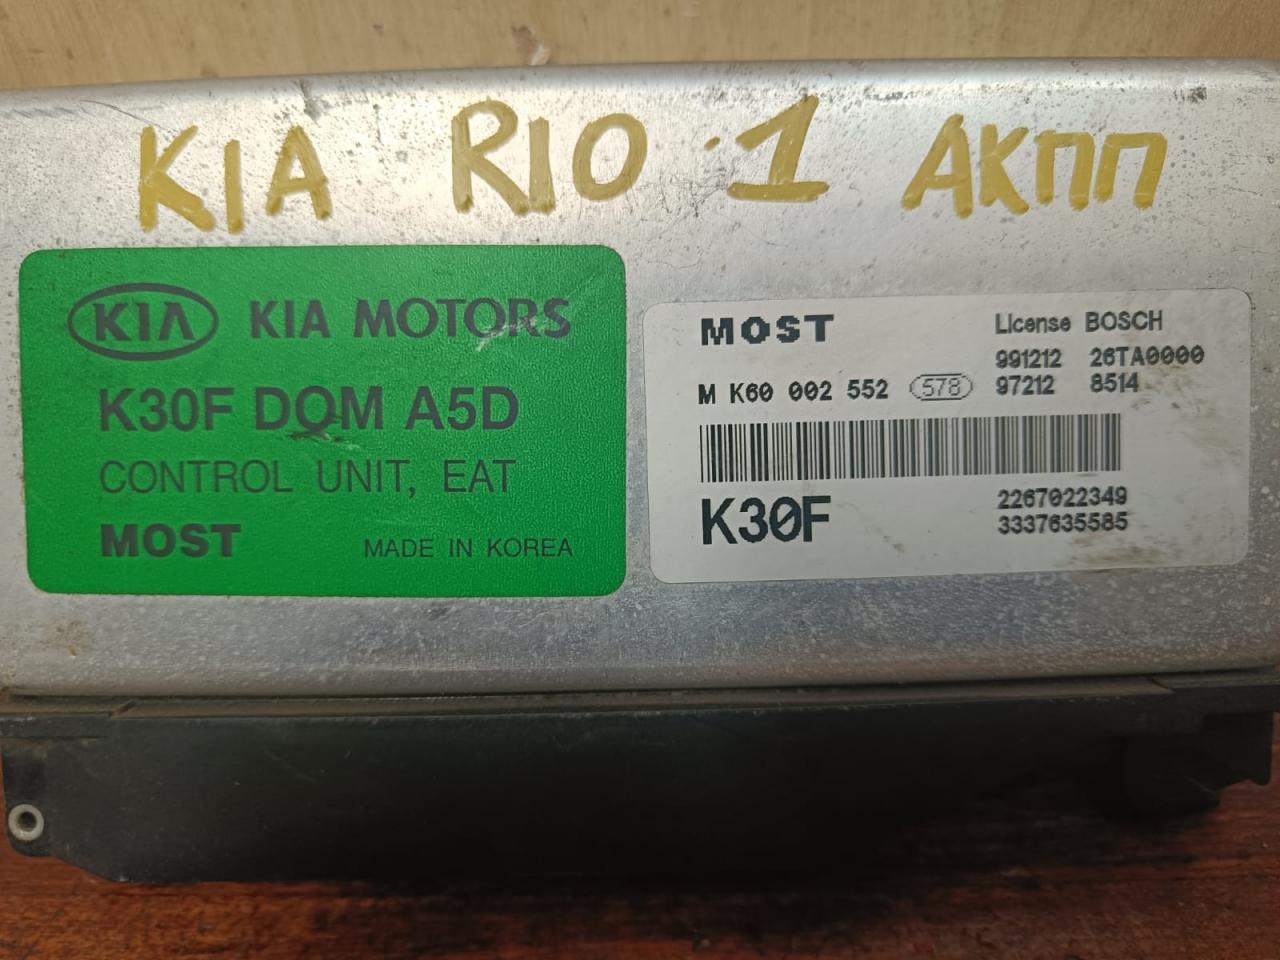 KIA RIO 1 АКПП
KIA KIA MOTORS
K30F DOM A5D
CONTROL UNIT, EAT
MOST MADE IN KOREA
MOST License BOSCH
991212 26TA0000
M K60 002 552 578 97212 8514
K30F 2267022349
3337635585